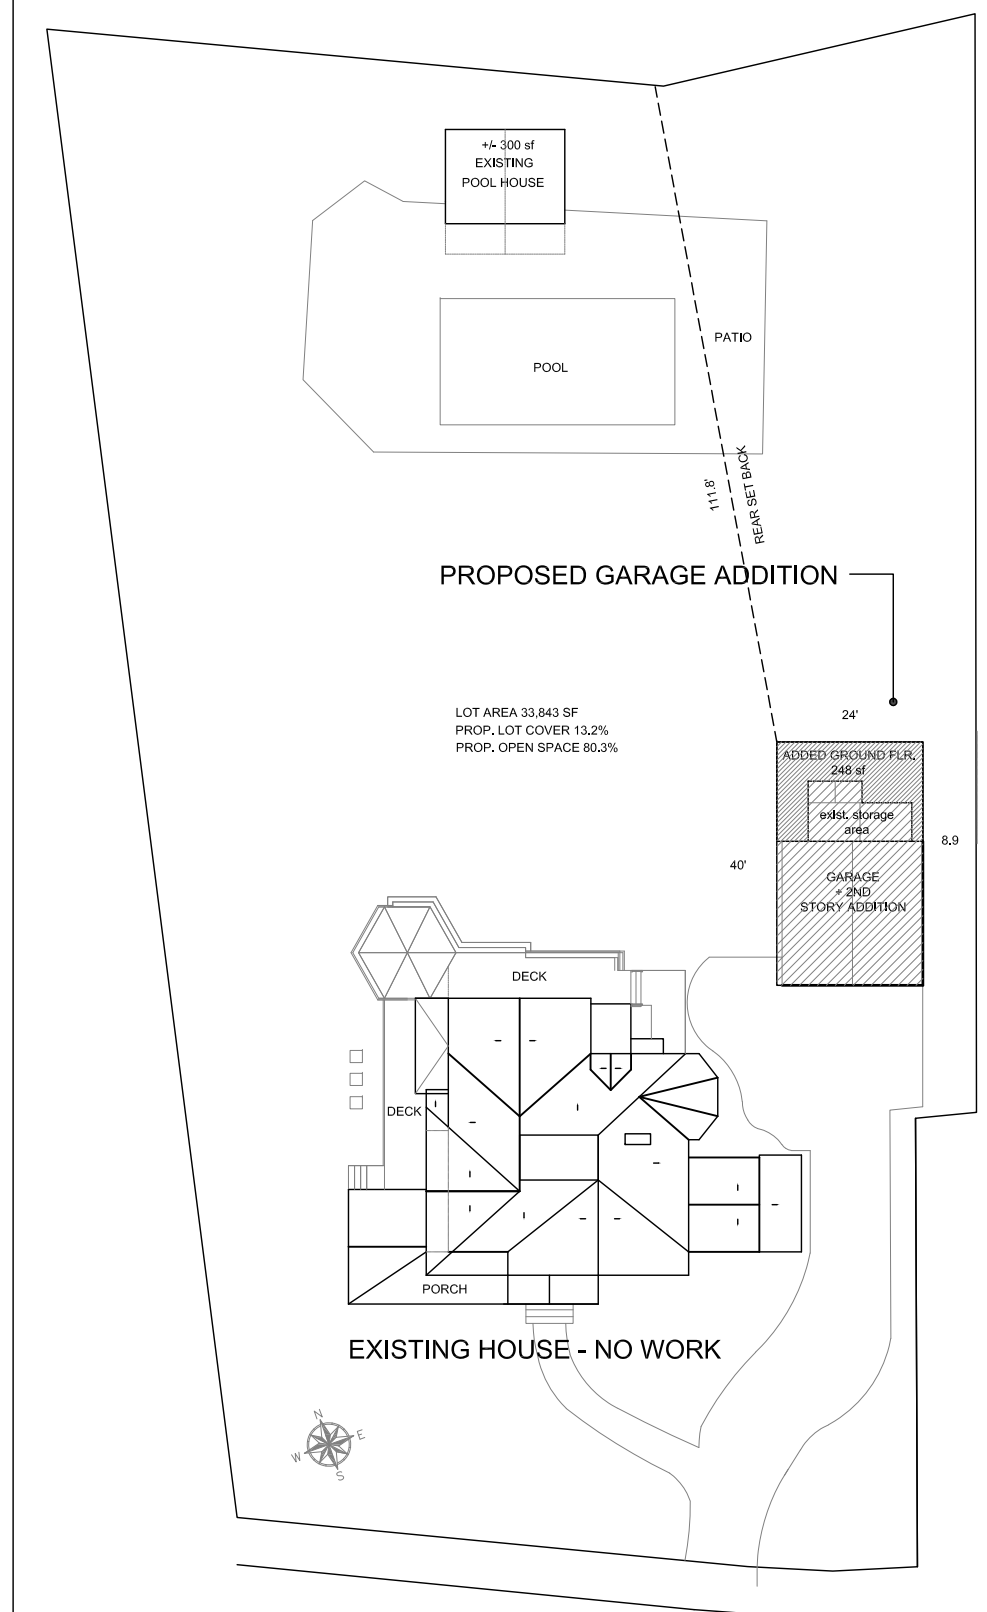 +/- 300 sf
EXISTING
POOL HOUSE
PATIO
POOL
111.8'
REAR SET BACK
PROPOSED GARAGE ADDITION
LOT AREA 33,843 SF
PROP. LOT COVER 13.2%
PROP. OPEN SPACE 80.3%
24'
ADDED GROUND FLR.
248 sf
exist. storage
area
8.9
40'
GARAGE
+ 2ND
STORY ADDITION
DECK
DECK
PORCH
EXISTING HOUSE - NO WORK
N
E
W
S